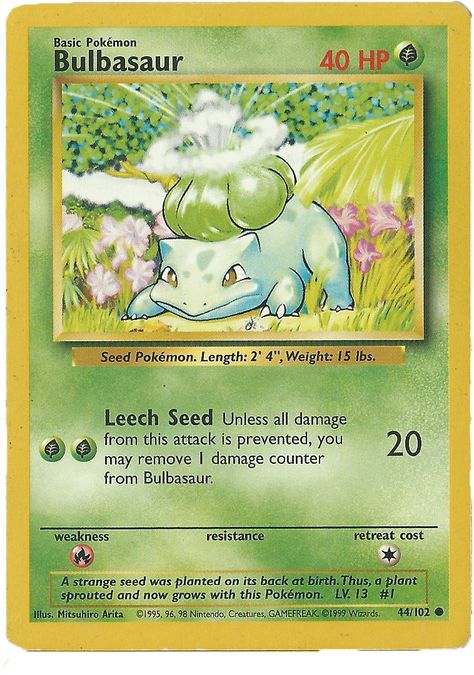 Basic Pokémon
Bulbasaur 40 HP
Seed Pokémon. Length: 2' 4", Weight: 15 lbs.
Leech Seed Unless all damage
from this attack is prevented, you
may remove 1 damage counter
from Bulbasaur.
20
weakness resistance retreat cost
A strange seed was planted on its back at birth. Thus, a plant
sprouted and now grows with this Pokémon. LV. 13 #1
Illus. Mitsuhiro Arita ©1995, 96, 98 Nintendo, Creatures, GAMEFREAK. ©1999 Wizards. 44/102